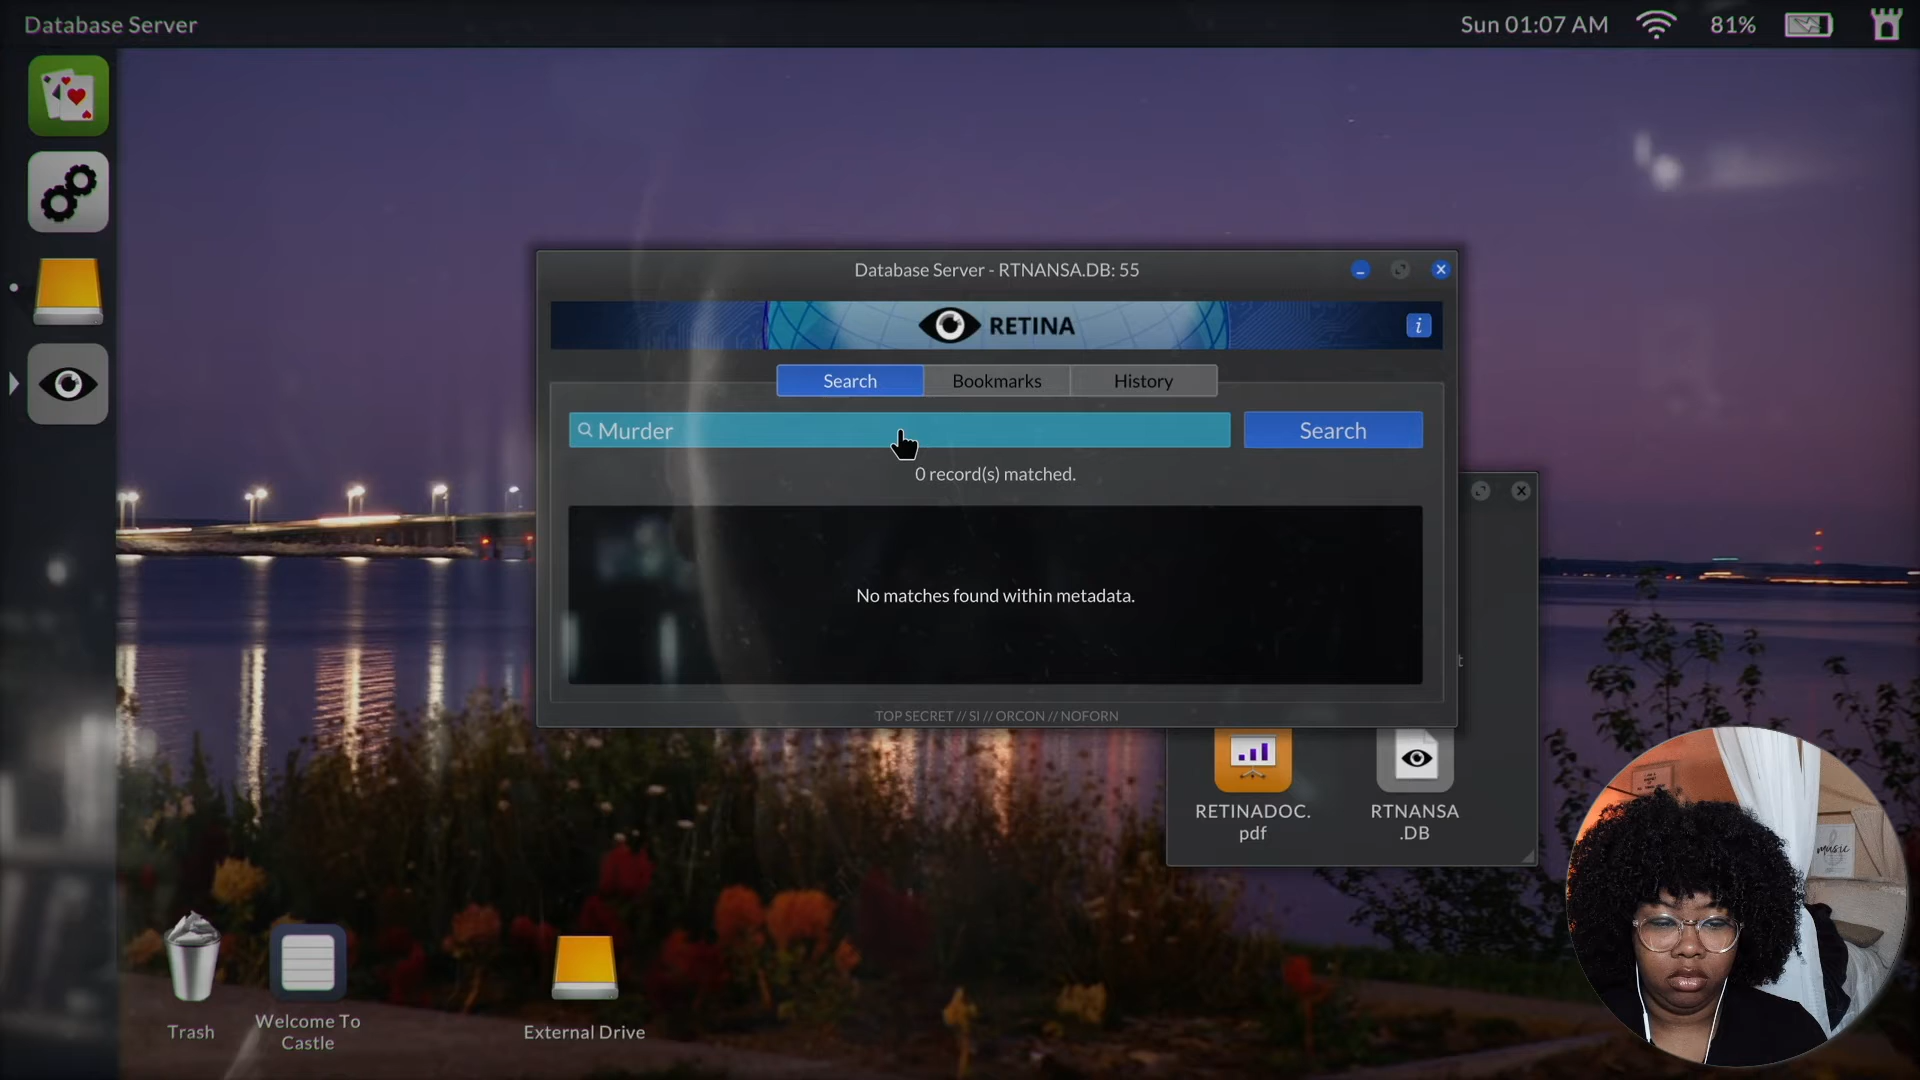 Database Server
Sun 01:07 AM
81%
Database Server - RTNANSA.DB: 55
RETINA
i
Search
Bookmarks
History
Murder
Search
0 record(s) matched.
No matches found within metadata.
TOP SECRET // SI // ORCON // NOFORN
t
RETINADOC.
pdf
RTNANSA
.DB
music
Trash
Welcome To
Castle
External Drive